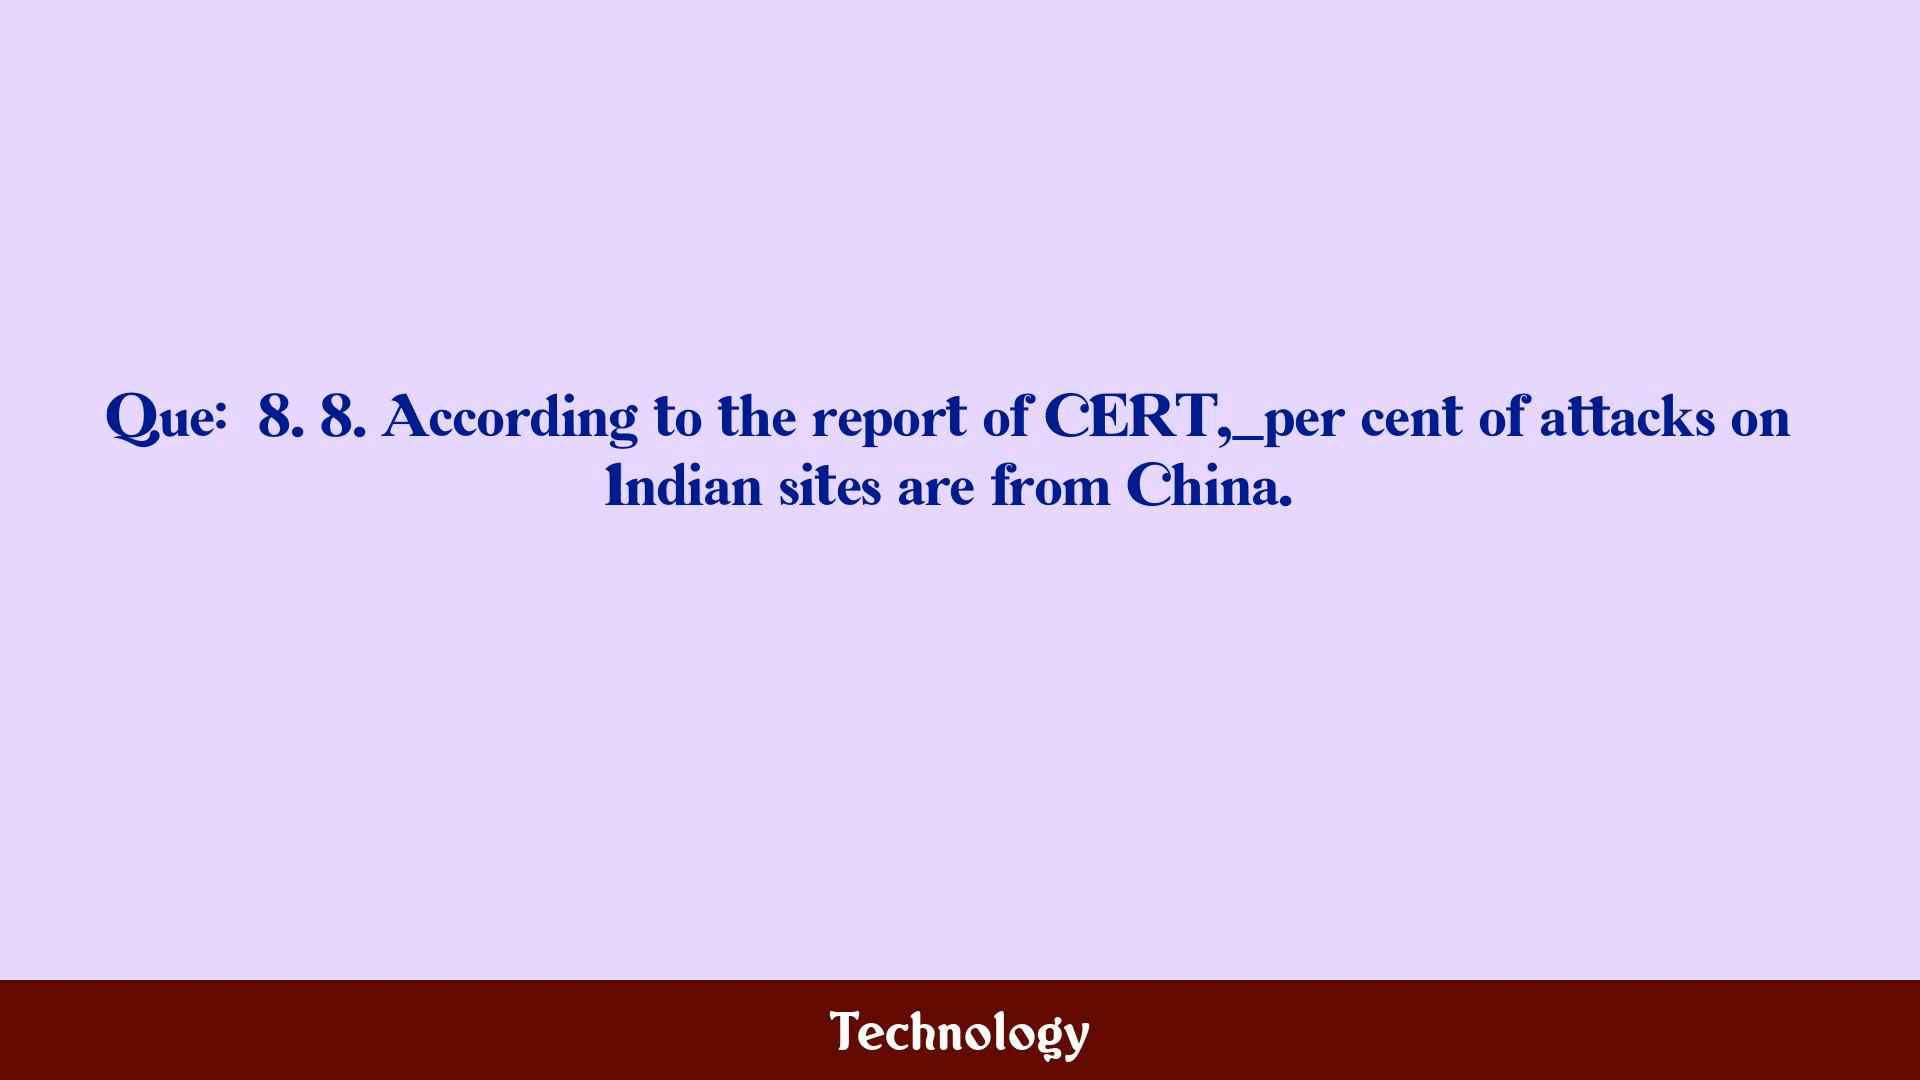 Que:  8. 8. According to the report of CERT,_per cent of attacks on
Indian sites are from China.
Technology